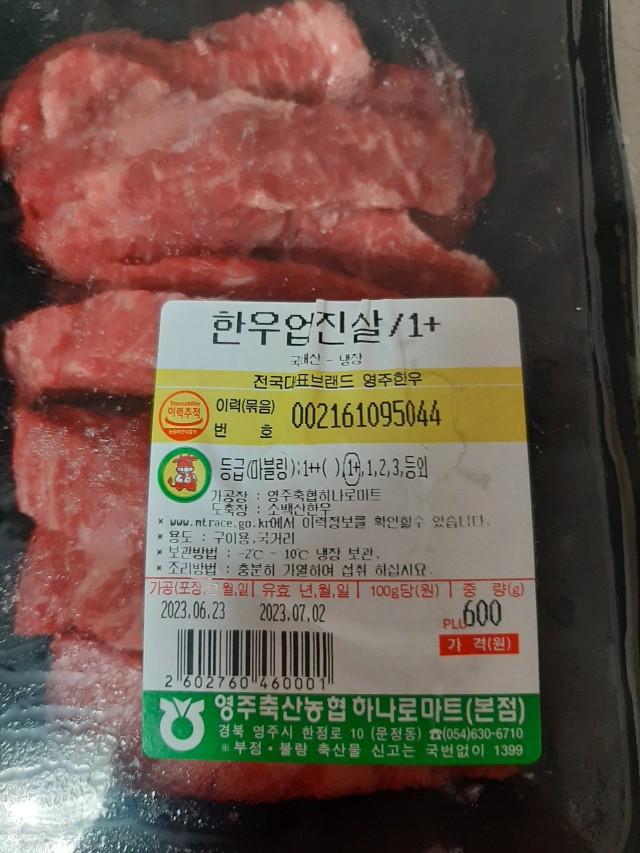 한우업진살/1+
국내산 - 냉장
전국대표브랜드 영주한우
Traceability
이력추적
이력(묶음)
번 호
002161095044
등급(마블링):1++( ),1+,1,2,3,등외
가공장 : 영주축협하나로마트
도축장 : 소백산한우
* www.mtrace.go.kr에서 이력정보를 확인할수 있습니다.
* 용도 : 구이용,국거리
* 보관방법 : -2℃ ~ 10℃ 냉장 보관.
* 조리방법 : 충분히 가열하여 섭취 하십시요.
가공(포장)년,월,일 유효 년,월,일 100g당(원) 중 량(g)
2023.06.23 2023.07.02 600
PLU
가 격(원)
2 602760 460001
영주축산농협 하나로마트(본점)
경북 영주시 한정로 10 (문정동) ☎(054)630-6710
※ 부정·불량 축산물 신고는 국번없이 1399